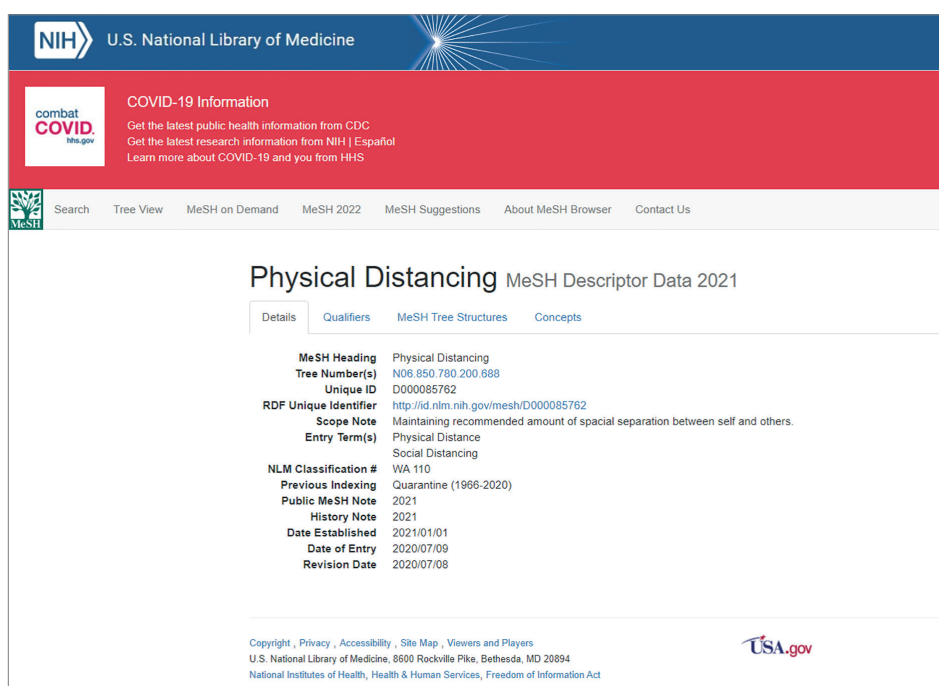 NIH U.S. National Library of Medicine
combat
COVID.
hhs.gov
COVID-19 Information
Get the latest public health information from CDC
Get the latest research information from NIH | Español
Learn more about COVID-19 and you from HHS
MeSH
Search Tree View MeSH on Demand MeSH 2022 MeSH Suggestions About MeSH Browser Contact Us
Physical Distancing MeSH Descriptor Data 2021
Details Qualifiers MeSH Tree Structures Concepts
MeSH Heading Physical Distancing
Tree Number(s) N06.850.780.200.688
Unique ID D000085762
RDF Unique Identifier http://id.nlm.nih.gov/mesh/D000085762
Scope Note Maintaining recommended amount of spacial separation between self and others.
Entry Term(s) Physical Distance
Social Distancing
NLM Classification # WA 110
Previous Indexing Quarantine (1966-2020)
Public MeSH Note 2021
History Note 2021
Date Established 2021/01/01
Date of Entry 2020/07/09
Revision Date 2020/07/08
Copyright , Privacy , Accessibility , Site Map , Viewers and Players
U.S. National Library of Medicine, 8600 Rockville Pike, Bethesda, MD 20894
National Institutes of Health, Health & Human Services, Freedom of Information Act
USA.gov